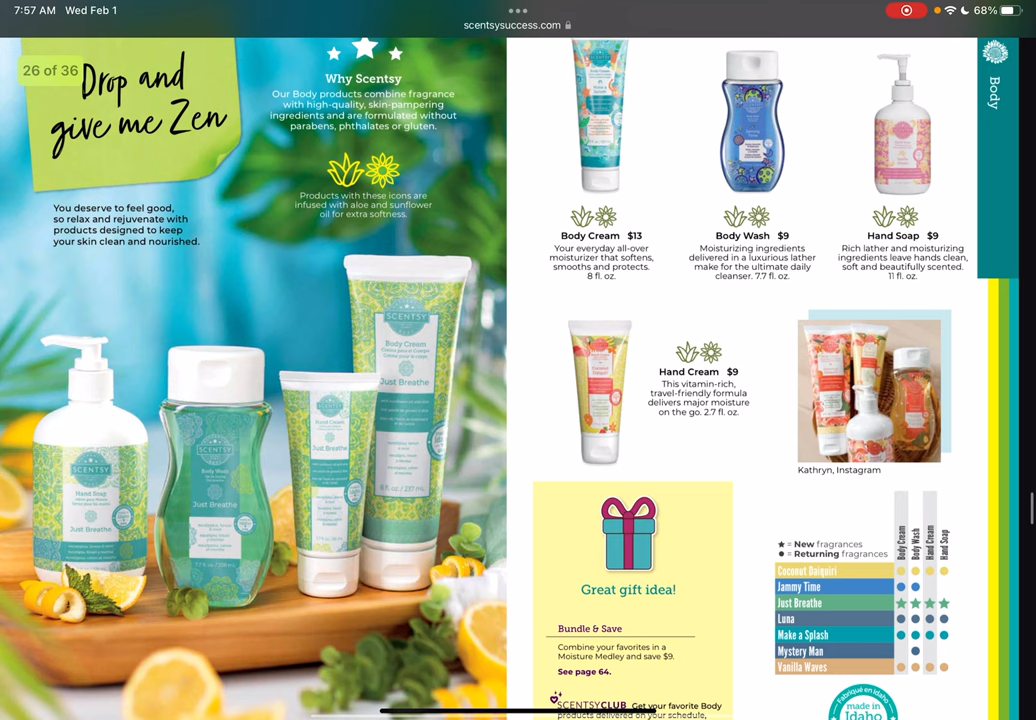 7:57 AM Wed Feb 1
68%
scentsysuccess.com
26 of 36
Drop and
give me Zen
Why Scentsy
Our Body products combine fragrance
with high-quality, skin-pampering
ingredients and are formulated without
parabens, phthalates or gluten.
Products with these icons are
infused with aloe and sunflower
oil for extra softness.
You deserve to feel good,
so relax and rejuvenate with
products designed to keep
your skin clean and nourished.
SCENTSY
Hand Soap
Just Breathe
SCENTSY
Body Wash
Just Breathe
Hand Cream
Just Breathe
SCENTSY
Body Cream
Just Breathe
8 fl. oz. / 237 mL
Body
Body Cream $13
Your everyday all-over
moisturizer that softens,
smooths and protects.
8 fl. oz.
Body Wash $9
Moisturizing ingredients
delivered in a luxurious lather
make for the ultimate daily
cleanser. 7.7 fl. oz.
Hand Soap $9
Rich lather and moisturizing
ingredients leave hands clean,
soft and beautifully scented.
11 fl. oz.
Hand Cream $9
This vitamin-rich,
travel-friendly formula
delivers major moisture
on the go. 2.7 fl. oz.
Kathryn, Instagram
Great gift idea!
Bundle & Save
Combine your favorites in a
Moisture Medley and save $9.
See page 64.
SCENTSYCLUB Get your favorite Body
products delivered on your schedule,
★ = New fragrances
● = Returning fragrances
Body Cream
Body Wash
Hand Cream
Hand Soap
Coconut Daiquiri
Jammy Time
Just Breathe
Luna
Make a Splash
Mystery Man
Vanilla Waves
Fabriqué en Idaho
made in
Idaho